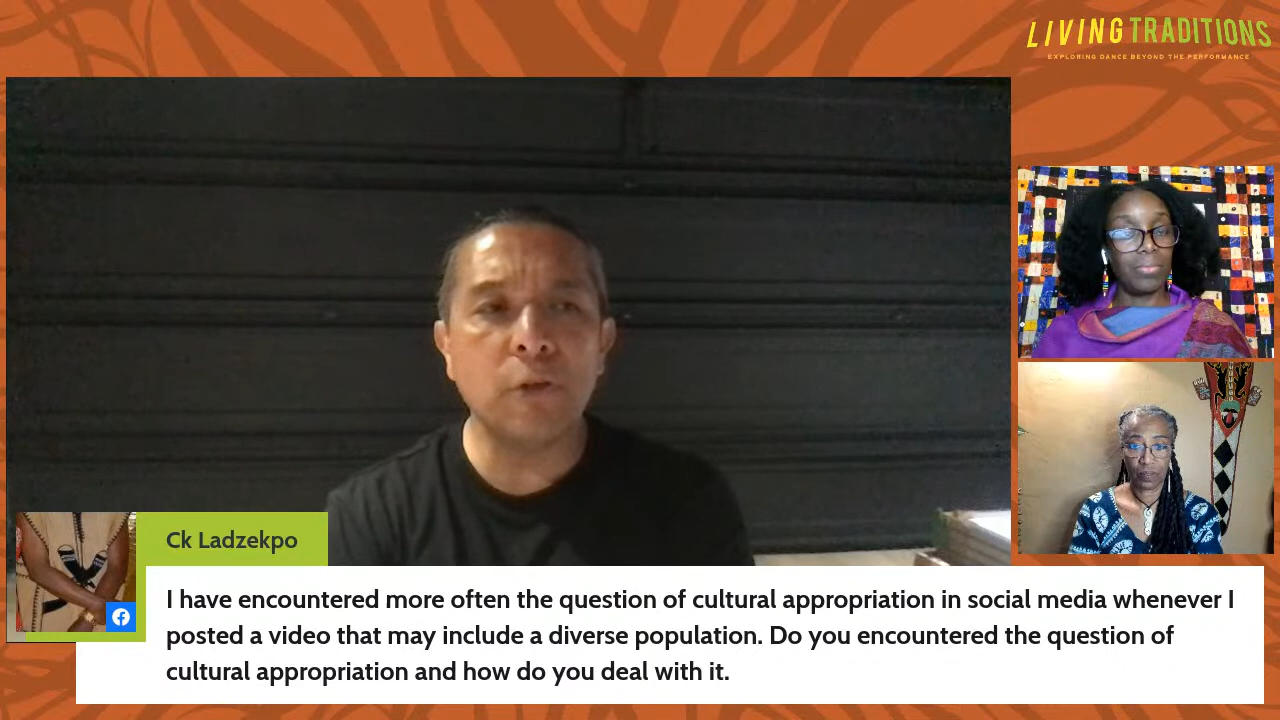 LIVING TRADITIONS
EXPLORING DANCE BEYOND THE PERFORMANCE
Ck Ladzekpo
I have encountered more often the question of cultural appropriation in social media whenever I
posted a video that may include a diverse population. Do you encountered the question of
cultural appropriation and how do you deal with it.